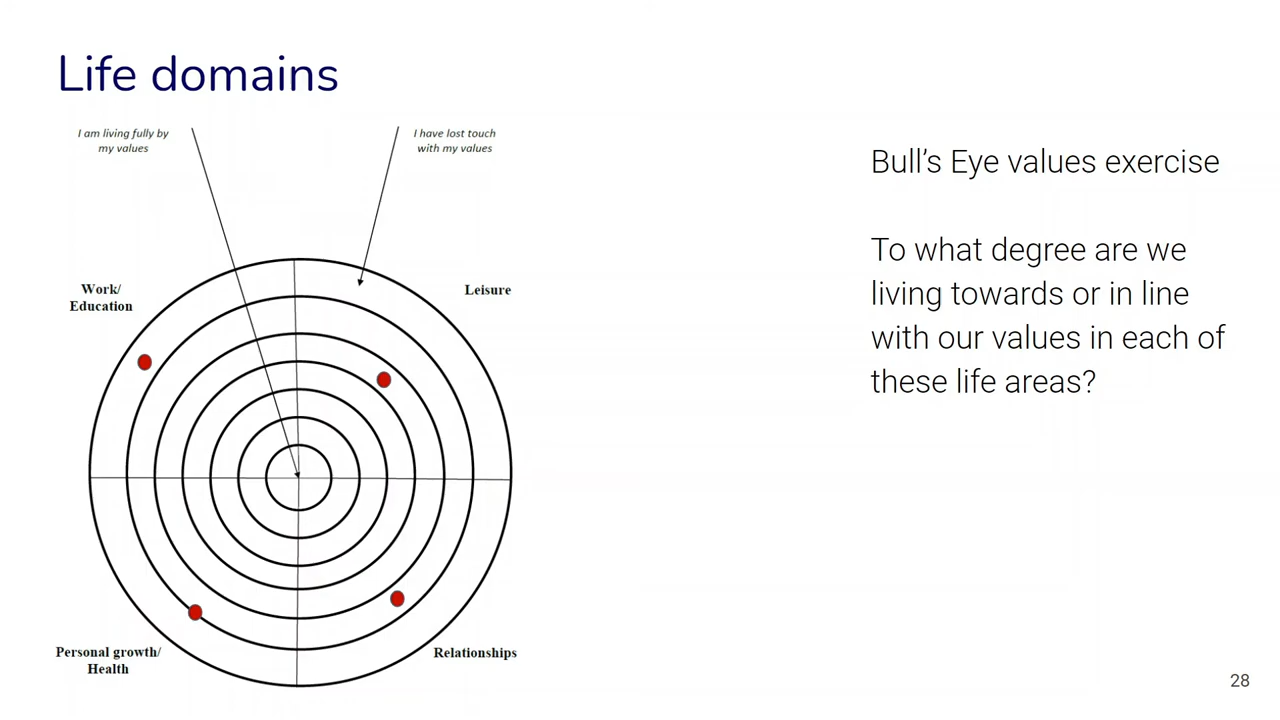 Life domains
I am living fully by
my values
I have lost touch
with my values
Work/
Education
Leisure
Personal growth/
Health
Relationships
Bull’s Eye values exercise
To what degree are we
living towards or in line
with our values in each of
these life areas?
28